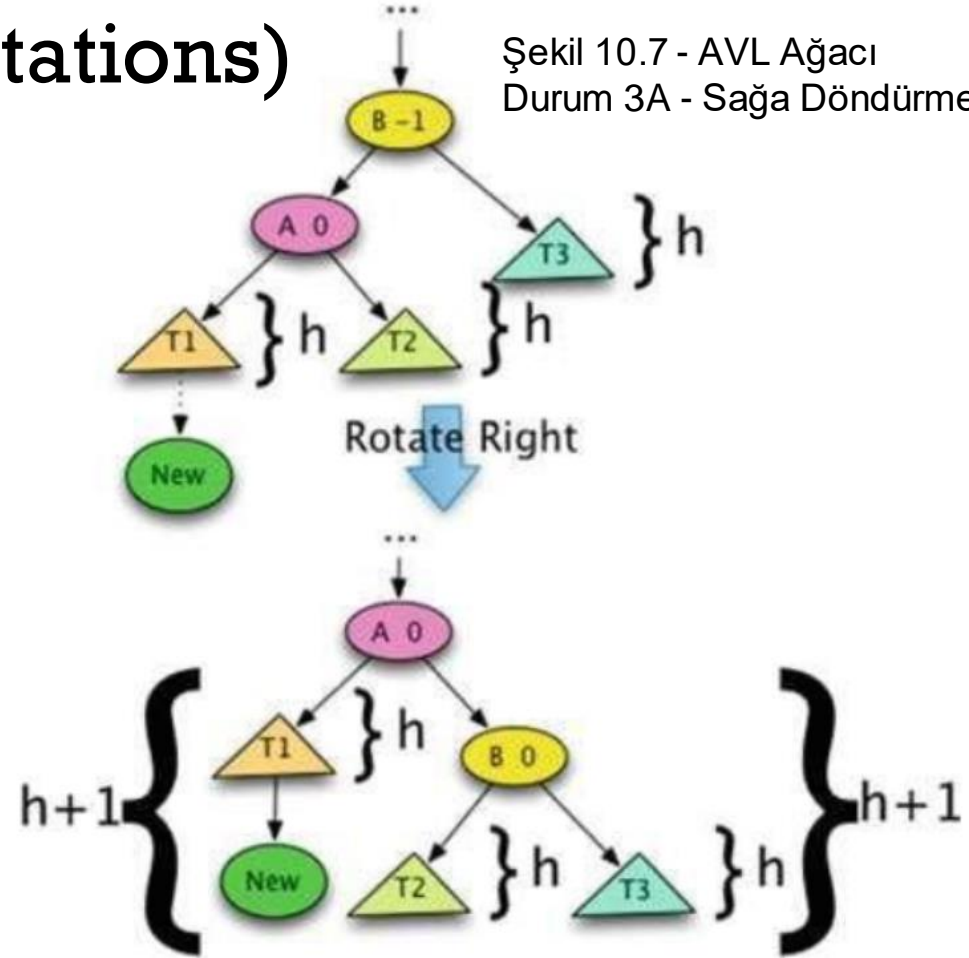 tations)
Şekil 10.7 - AVL Ağacı
Durum 3A - Sağa Döndürme
...
B -1
A 0
T3
} h
T1
} h
T2
} h
New
Rotate Right
...
A 0
T1
} h
B 0
h+1 {
} h+1
New
T2
} h
T3
} h